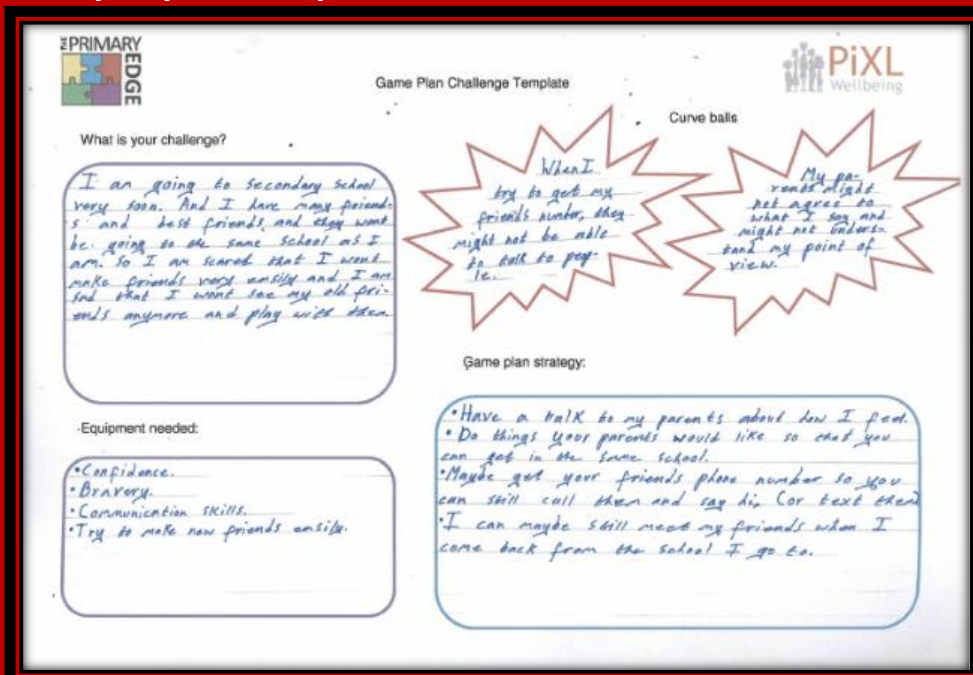 THE PRIMARY
EDGE
PiXL
Wellbeing
Game Plan Challenge Template
What is your challenge?
I am going to secondary school
very soon. And I have many friend-
s and best friends, and they wont
be going to the same school as I
am. So I am scared that I wont
make friends very easily and I am
sad that I wont see my old fri-
ends anymore and play with them
Curve balls
When I
try to get my
friends number, they
might not be able
to talk to peop-
le.
My pa-
rents might
not agree to
what I say and
might not unders-
tand my point of
view.
Equipment needed:
•Confidence.
•Bravery.
•Communication skills.
•Try to make new friends easily.
Game plan strategy:
•Have a talk to my parents about how I feel.
•Do things your parents would like so that you
can get in the same school.
•Maybe get your friends phone number so you
can still call them and say hi, (or text them
•I can maybe still meet my friends when I
come back from the school I go to.